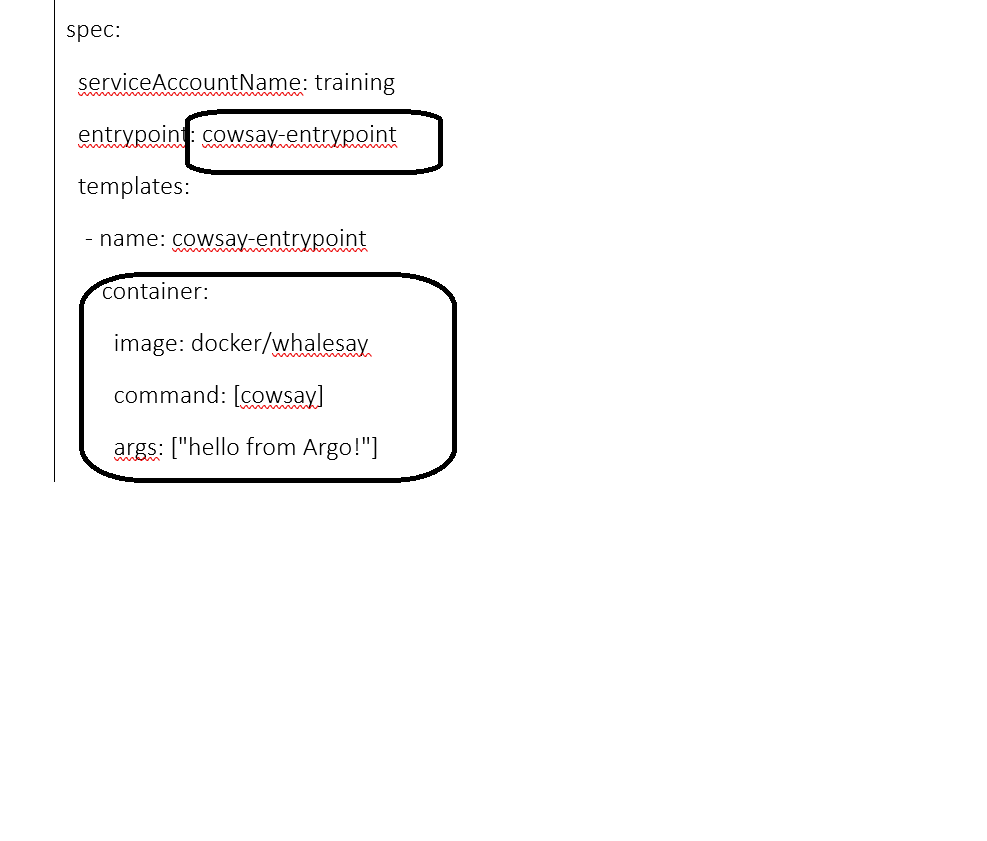 spec:
serviceAccountName: training
entrypoint: cowsay-entrypoint
templates:
- name: cowsay-entrypoint
container:
image: docker/whalesay
command: [cowsay]
args: ["hello from Argo!"]